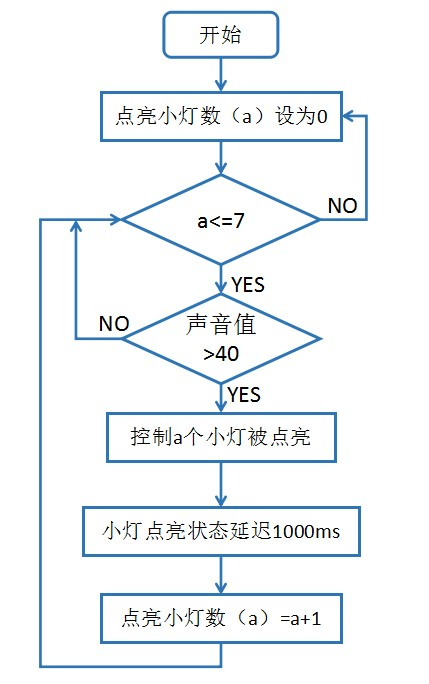 开始
点亮小灯数（a）设为0
a<=7
NO
YES
声音值
>40
NO
YES
控制a个小灯被点亮
小灯点亮状态延迟1000ms
点亮小灯数（a）=a+1